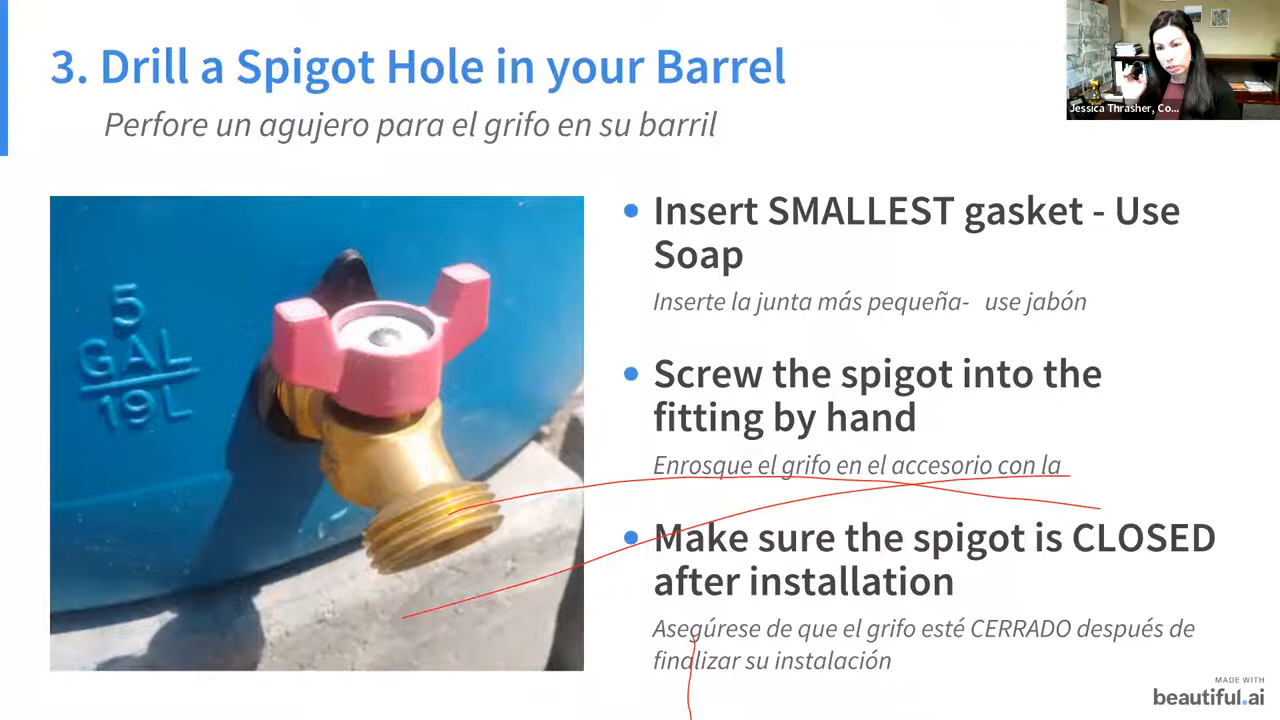 3. Drill a Spigot Hole in your Barrel
Perfore un agujero para el grifo en su barril
Jessica Thrasher, Co...
5
GAL
19L
Insert SMALLEST gasket - Use
Soap
Inserte la junta más pequeña- use jabón
Screw the spigot into the
fitting by hand
Enrosque el grifo en el accesorio con la
Make sure the spigot is CLOSED
after installation
Asegúrese de que el grifo esté CERRADO después de
finalizar su instalación
MADE WITH
beautiful.ai